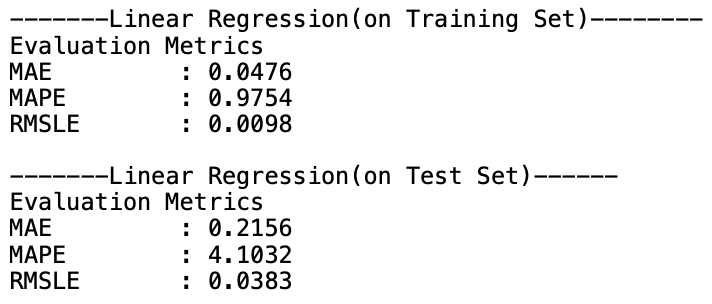 -------Linear Regression(on Training Set)--------
Evaluation Metrics
MAE          : 0.0476
MAPE         : 0.9754
RMSLE        : 0.0098
-------Linear Regression(on Test Set)------
Evaluation Metrics
MAE          : 0.2156
MAPE         : 4.1032
RMSLE        : 0.0383